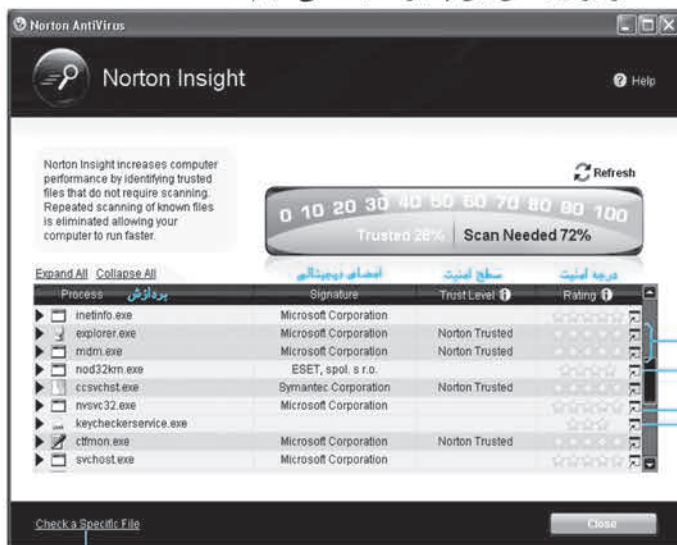 Norton AntiVirus
Norton Insight
Help
Norton Insight increases computer
performance by identifying trusted
files that do not require scanning.
Repeated scanning of known files
is eliminated allowing your
computer to run faster.
Refresh
0 10 20 30 40 50 60 70 80 90 100
Trusted 28% Scan Needed 72%
Expand All Collapse All امضای دیجیتالی سطح امنیت درجه امنیت
Process پردازش Signature Trust Level Rating
inetinfo.exe Microsoft Corporation
explorer.exe Microsoft Corporation Norton Trusted
mdm.exe Microsoft Corporation Norton Trusted
nod32krn.exe ESET, spol. s r.o.
ccsvchst.exe Symantec Corporation Norton Trusted
nvsvc32.exe Microsoft Corporation
keycheckerservice.exe
ctfmon.exe Microsoft Corporation Norton Trusted
svchost.exe Microsoft Corporation
Check a Specific File Close